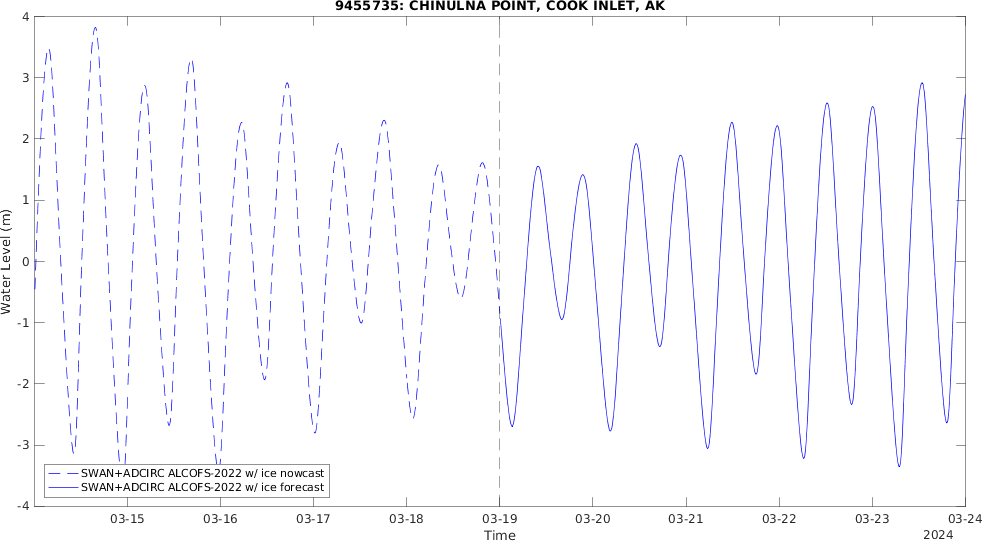 9455735: CHINULNA POINT, COOK INLET, AK
4
3
2
1
0
-1
-2
-3
-4
Water Level (m)
SWAN+ADCIRC ALCOFS-2022 w/ ice nowcast
SWAN+ADCIRC ALCOFS-2022 w/ ice forecast
03-15 03-16 03-17 03-18 03-19 03-20 03-21 03-22 03-23 03-24
Time
2024